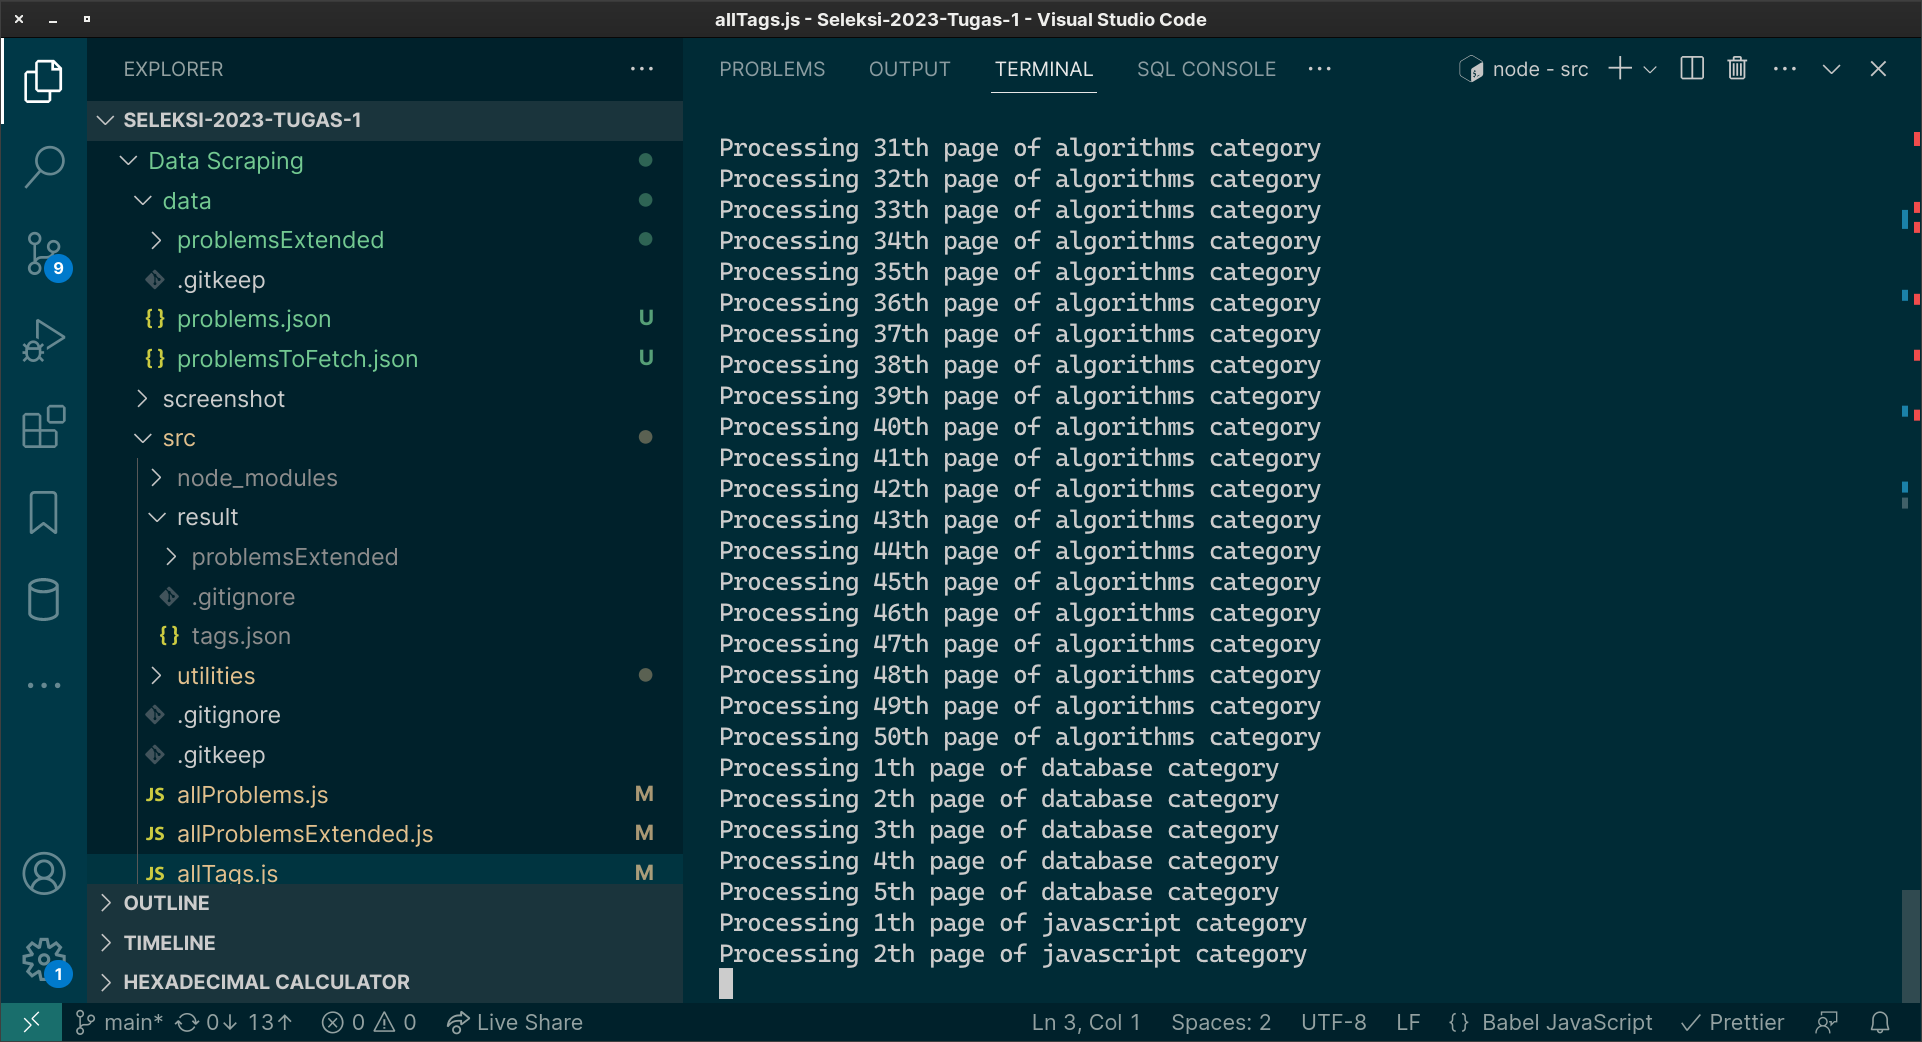 allTags.js - Seleksi-2023-Tugas-1 - Visual Studio Code
EXPLORER
SELEKSI-2023-TUGAS-1
Data Scraping
data
problemsExtended
.gitkeep
{} problems.json U
{} problemsToFetch.json U
screenshot
src
node_modules
result
problemsExtended
.gitignore
{} tags.json
utilities
.gitignore
.gitkeep
JS allProblems.js M
JS allProblemsExtended.js M
JS allTags.js M
OUTLINE
TIMELINE
HEXADECIMAL CALCULATOR
9
1
PROBLEMS OUTPUT TERMINAL SQL CONSOLE node - src
Processing 31th page of algorithms category
Processing 32th page of algorithms category
Processing 33th page of algorithms category
Processing 34th page of algorithms category
Processing 35th page of algorithms category
Processing 36th page of algorithms category
Processing 37th page of algorithms category
Processing 38th page of algorithms category
Processing 39th page of algorithms category
Processing 40th page of algorithms category
Processing 41th page of algorithms category
Processing 42th page of algorithms category
Processing 43th page of algorithms category
Processing 44th page of algorithms category
Processing 45th page of algorithms category
Processing 46th page of algorithms category
Processing 47th page of algorithms category
Processing 48th page of algorithms category
Processing 49th page of algorithms category
Processing 50th page of algorithms category
Processing 1th page of database category
Processing 2th page of database category
Processing 3th page of database category
Processing 4th page of database category
Processing 5th page of database category
Processing 1th page of javascript category
Processing 2th page of javascript category
main* 0↓ 13↑ 0 0 Live Share Ln 3, Col 1 Spaces: 2 UTF-8 LF {} Babel JavaScript Prettier